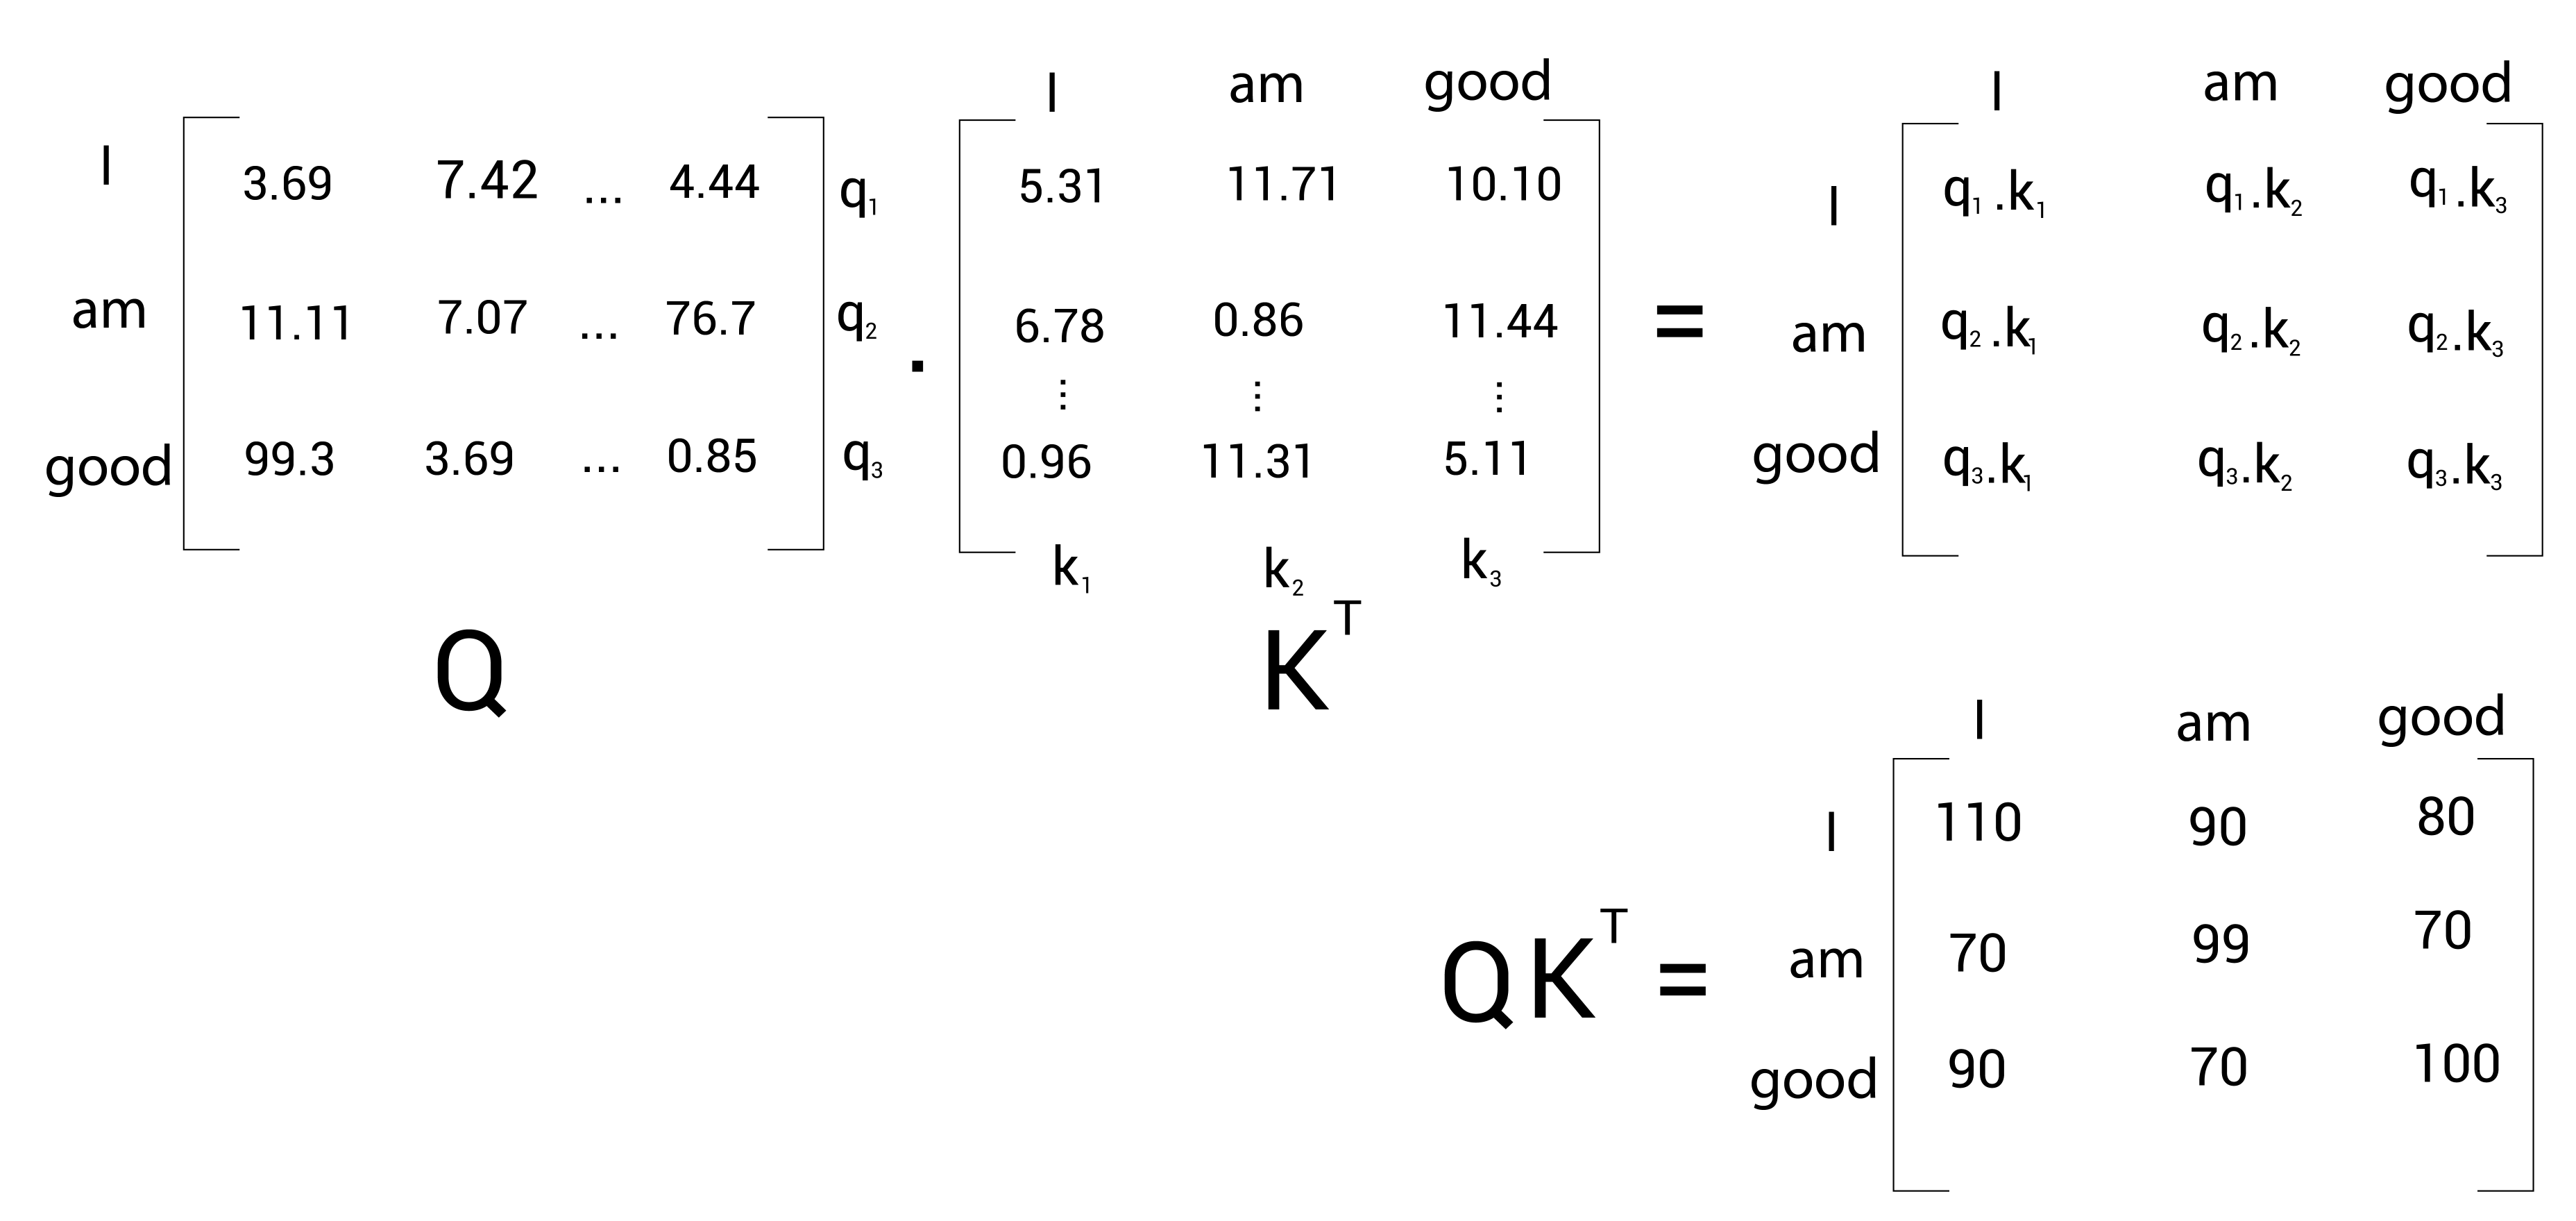 I am good I am good
I 3.69 7.42 ... 4.44 q₁ 5.31 11.71 10.10 I q₁.k₁ q₁.k₂ q₁.k₃
am 11.11 7.07 ... 76.7 q₂ . 6.78 0.86 11.44 = am q₂.k₁ q₂.k₂ q₂.k₃
⋮ ⋮ ⋮
good 99.3 3.69 ... 0.85 q₃ 0.96 11.31 5.11 good q₃.k₁ q₃.k₂ q₃.k₃
k₁ k₂ k₃
Q Kᵀ
I am good
I 110 90 80
QKᵀ = am 70 99 70
good 90 70 100